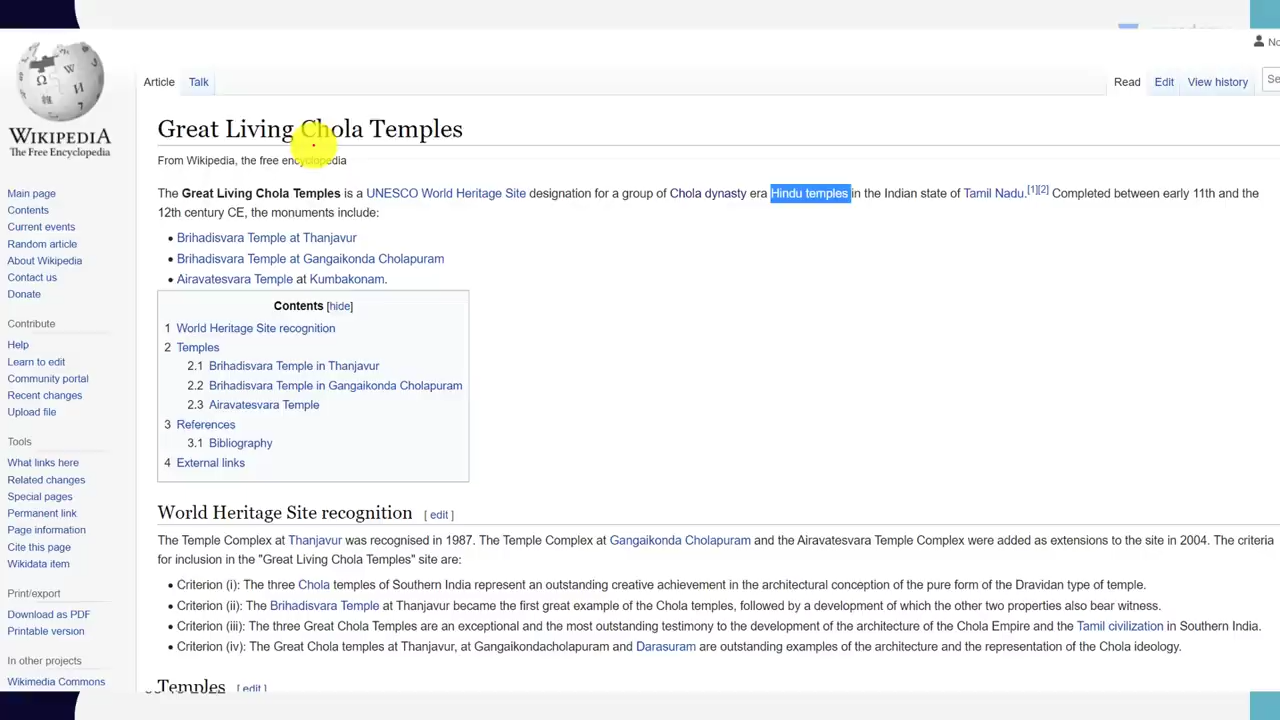 No
WIKIPEDIA
The Free Encyclopedia
Article Talk
Read Edit View history
Se
Great Living Chola Temples
From Wikipedia, the free encyclopedia
The Great Living Chola Temples is a UNESCO World Heritage Site designation for a group of Chola dynasty era Hindu temples in the Indian state of Tamil Nadu.[1][2] Completed between early 11th and the
12th century CE, the monuments include:
• Brihadisvara Temple at Thanjavur
• Brihadisvara Temple at Gangaikonda Cholapuram
• Airavatesvara Temple at Kumbakonam.
Contents [hide]
1 World Heritage Site recognition
2 Temples
2.1 Brihadisvara Temple in Thanjavur
2.2 Brihadisvara Temple in Gangaikonda Cholapuram
2.3 Airavatesvara Temple
3 References
3.1 Bibliography
4 External links
World Heritage Site recognition [ edit ]
The Temple Complex at Thanjavur was recognised in 1987. The Temple Complex at Gangaikonda Cholapuram and the Airavatesvara Temple Complex were added as extensions to the site in 2004. The criteria
for inclusion in the "Great Living Chola Temples" site are:
• Criterion (i): The three Chola temples of Southern India represent an outstanding creative achievement in the architectural conception of the pure form of the Dravidan type of temple.
• Criterion (ii): The Brihadisvara Temple at Thanjavur became the first great example of the Chola temples, followed by a development of which the other two properties also bear witness.
• Criterion (iii): The three Great Chola Temples are an exceptional and the most outstanding testimony to the development of the architecture of the Chola Empire and the Tamil civilization in Southern India.
• Criterion (iv): The Great Chola temples at Thanjavur, at Gangaikondacholapuram and Darasuram are outstanding examples of the architecture and the representation of the Chola ideology.
Temples [ edit ]
Main page
Contents
Current events
Random article
About Wikipedia
Contact us
Donate
Contribute
Help
Learn to edit
Community portal
Recent changes
Upload file
Tools
What links here
Related changes
Special pages
Permanent link
Page information
Cite this page
Wikidata item
Print/export
Download as PDF
Printable version
In other projects
Wikimedia Commons